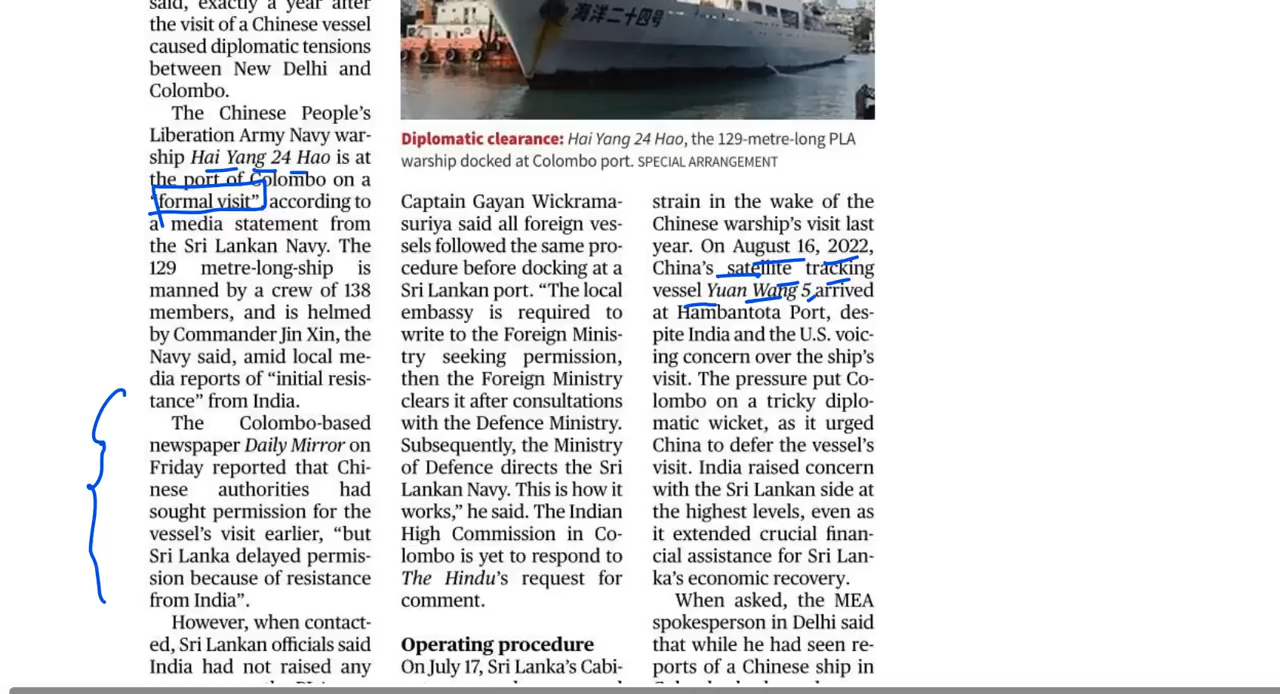 said, exactly a year after
the visit of a Chinese vessel
caused diplomatic tensions
between New Delhi and
Colombo.
The Chinese People's
Liberation Army Navy war-
ship Hai Yang 24 Hao is at
the port of Colombo on a
"formal visit" according to
a media statement from
the Sri Lankan Navy. The
129 metre-long-ship is
manned by a crew of 138
members, and is helmed
by Commander Jin Xin, the
Navy said, amid local me-
dia reports of "initial resis-
tance" from India.
The Colombo-based
newspaper Daily Mirror on
Friday reported that Chi-
nese authorities had
sought permission for the
vessel's visit earlier, "but
Sri Lanka delayed permis-
sion because of resistance
from India".
However, when contact-
ed, Sri Lankan officials said
India had not raised any
海洋二十四号
Diplomatic clearance: Hai Yang 24 Hao, the 129-metre-long PLA
warship docked at Colombo port. SPECIAL ARRANGEMENT
Captain Gayan Wickrama-
suriya said all foreign ves-
sels followed the same pro-
cedure before docking at a
Sri Lankan port. "The local
embassy is required to
write to the Foreign Minis-
try seeking permission,
then the Foreign Ministry
clears it after consultations
with the Defence Ministry.
Subsequently, the Ministry
of Defence directs the Sri
Lankan Navy. This is how it
works," he said. The Indian
High Commission in Co-
lombo is yet to respond to
The Hindu's request for
comment.
Operating procedure
On July 17, Sri Lanka's Cabi-
strain in the wake of the
Chinese warship's visit last
year. On August 16, 2022,
China's satellite tracking
vessel Yuan Wang 5 arrived
at Hambantota Port, des-
pite India and the U.S. voic-
ing concern over the ship's
visit. The pressure put Co-
lombo on a tricky diplo-
matic wicket, as it urged
China to defer the vessel's
visit. India raised concern
with the Sri Lankan side at
the highest levels, even as
it extended crucial finan-
cial assistance for Sri Lan-
ka's economic recovery.
When asked, the MEA
spokesperson in Delhi said
that while he had seen re-
ports of a Chinese ship in